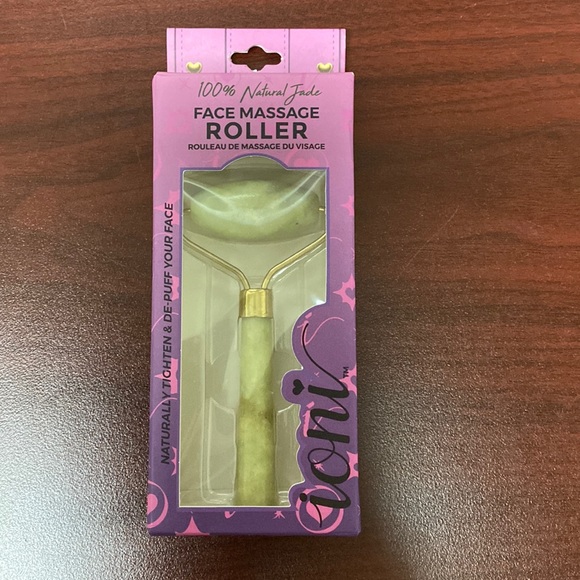 100% Natural Jade
FACE MASSAGE
ROLLER
ROULEAU DE MASSAGE DU VISAGE
NATURALLY TIGHTEN & DE-PUFF YOUR FACE
ioni™